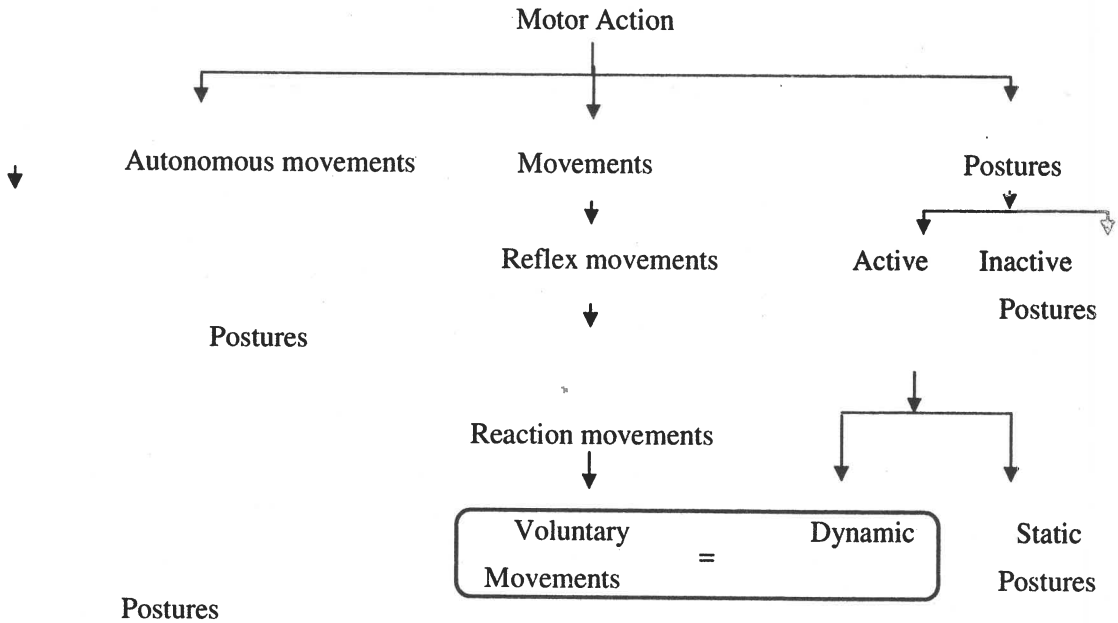 Motor Action
Autonomous movements Movements Postures
Reflex movements Active Inactive
Postures
Postures
Reaction movements
Voluntary Dynamic Static
= 
Movements Postures
Postures